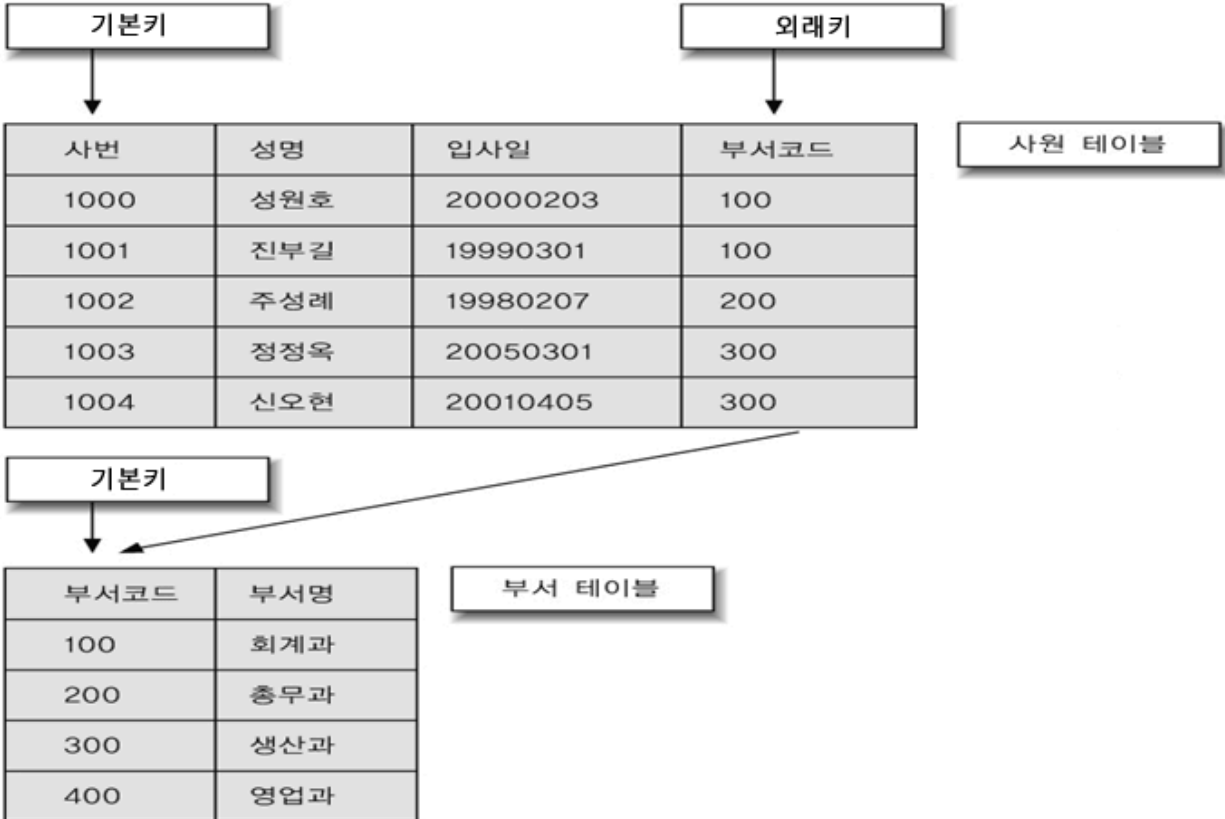 기본키 외래키
사번 성명 입사일 부서코드 사원 테이블
1000 성원호 20000203 100
1001 진부길 19990301 100
1002 주성례 19980207 200
1003 정정옥 20050301 300
1004 신오현 20010405 300
기본키
부서코드 부서명 부서 테이블
100 회계과
200 총무과
300 생산과
400 영업과